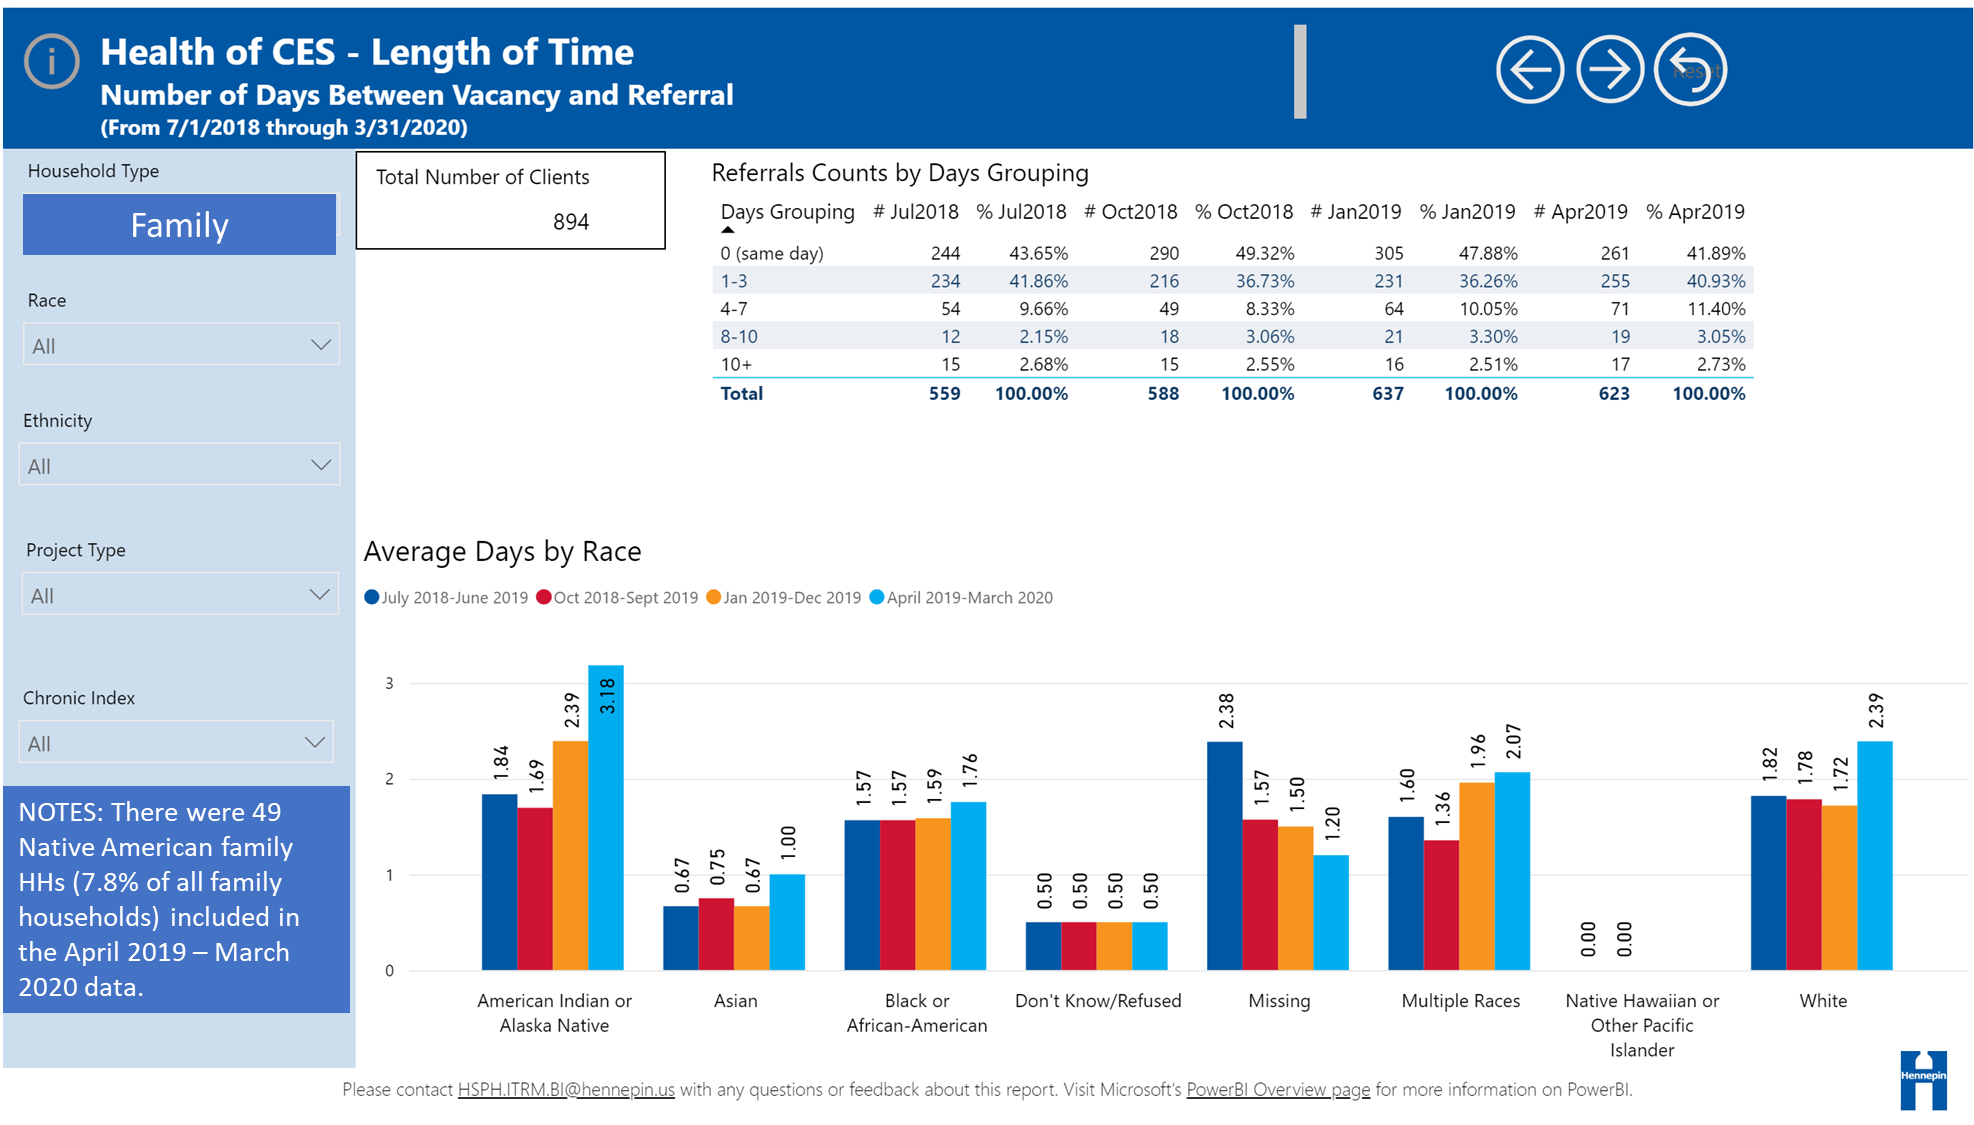 Health of CES - Length of Time
Number of Days Between Vacancy and Referral
(From 7/1/2018 through 3/31/2020)
Reset
Household Type
Family
Race
All
Ethnicity
All
Project Type
All
Chronic Index
All
NOTES: There were 49
Native American family
HHs (7.8% of all family
households) included in
the April 2019 – March
2020 data.
Total Number of Clients
894
Referrals Counts by Days Grouping
Days Grouping # Jul2018 % Jul2018 # Oct2018 % Oct2018 # Jan2019 % Jan2019 # Apr2019 % Apr2019
0 (same day) 244 43.65% 290 49.32% 305 47.88% 261 41.89%
1-3 234 41.86% 216 36.73% 231 36.26% 255 40.93%
4-7 54 9.66% 49 8.33% 64 10.05% 71 11.40%
8-10 12 2.15% 18 3.06% 21 3.30% 19 3.05%
10+ 15 2.68% 15 2.55% 16 2.51% 17 2.73%
Total 559 100.00% 588 100.00% 637 100.00% 623 100.00%
Average Days by Race
July 2018-June 2019 Oct 2018-Sept 2019 Jan 2019-Dec 2019 April 2019-March 2020
3
2
1
0
1.84 1.69 2.39 3.18
0.67 0.75 0.67 1.00
1.57 1.57 1.59 1.76
0.50 0.50 0.50 0.50
2.38 1.57 1.50 1.20
1.60 1.36 1.96 2.07
0.00 0.00
1.82 1.78 1.72 2.39
American Indian or
Alaska Native
Asian
Black or
African-American
Don't Know/Refused
Missing
Multiple Races
Native Hawaiian or
Other Pacific
Islander
White
Please contact HSPH.ITRM.BI@hennepin.us with any questions or feedback about this report. Visit Microsoft's PowerBI Overview page for more information on PowerBI.
Hennepin